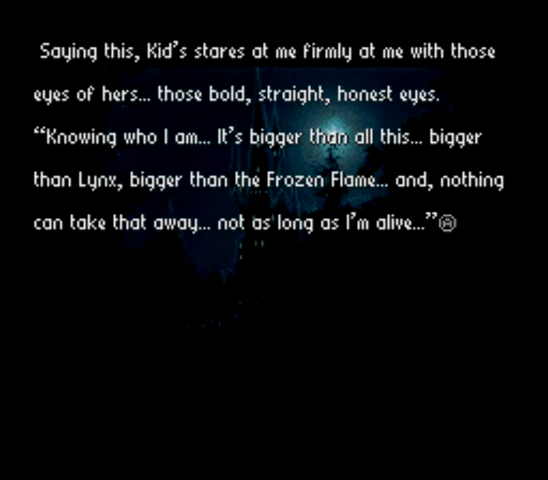 Saying this, Kid's stares at me firmly at me with those
eyes of hers... those bold, straight, honest eyes.
“Knowing who I am... It's bigger than all this... bigger
than Lynx, bigger than the Frozen Flame... and, nothing
can take that away... not as long as I'm alive...”